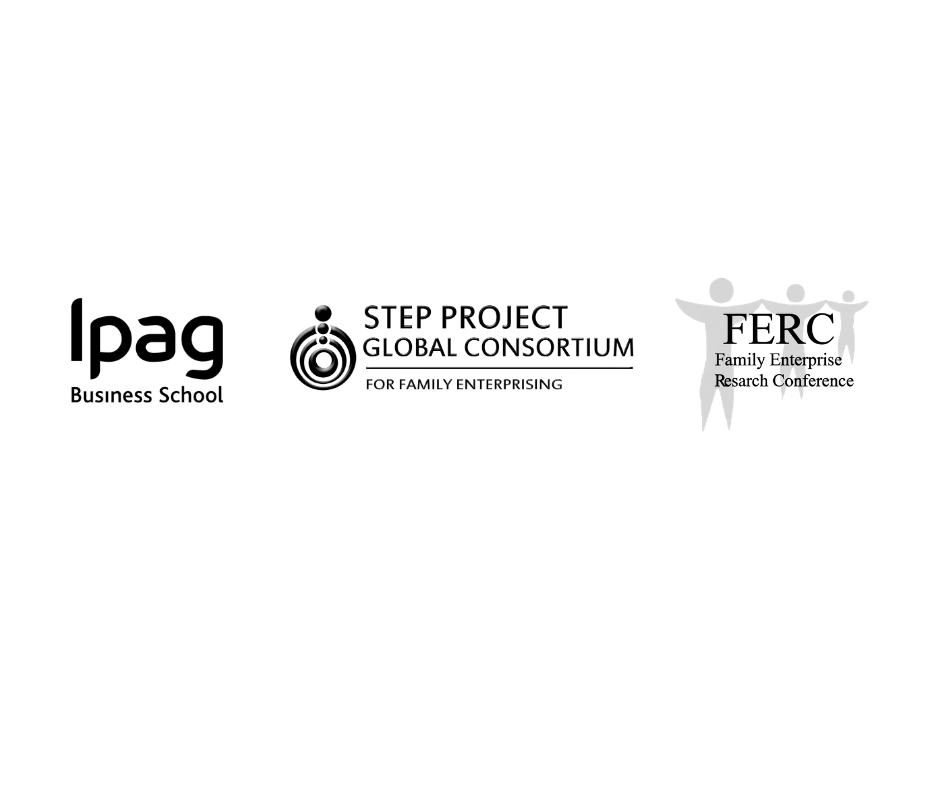 Ipag
Business School
STEP PROJECT
GLOBAL CONSORTIUM
FOR FAMILY ENTERPRISING
FERC
Family Enterprise
Resarch Conference